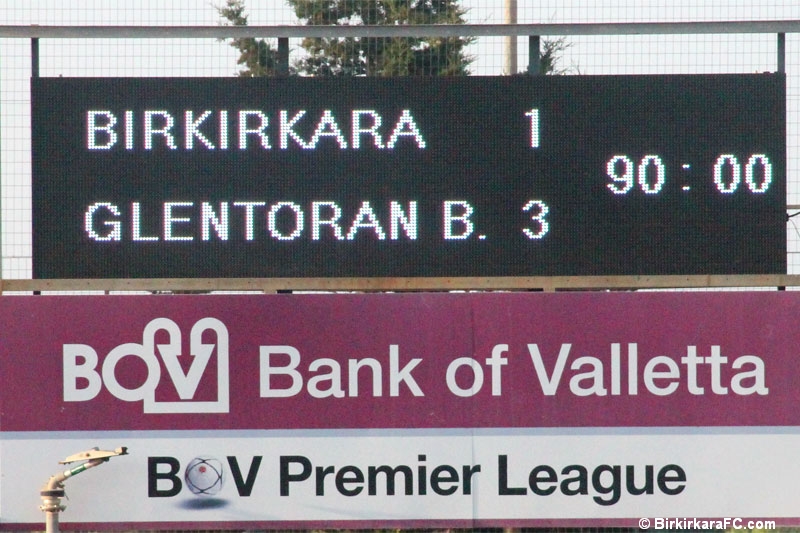 BIRKIRKARA 1
90:00
GLENTORAN B. 3
BOV Bank of Valletta
BOV Premier League
© BirkirkaraFC.com